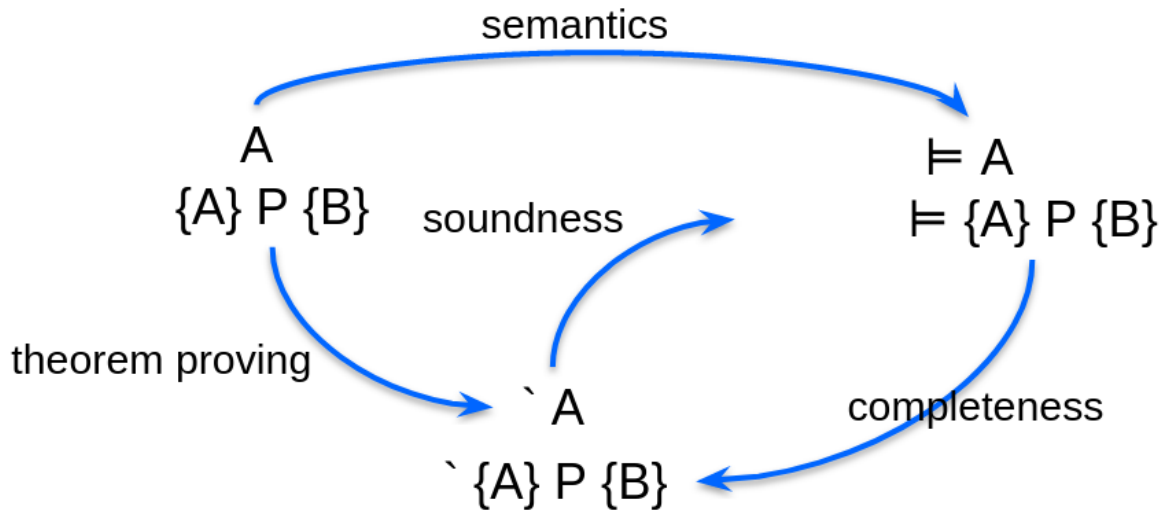 semantics
A
{A} P {B}
⊨ A
⊨ {A} P {B}
soundness
theorem proving
` A
completeness
` {A} P {B}